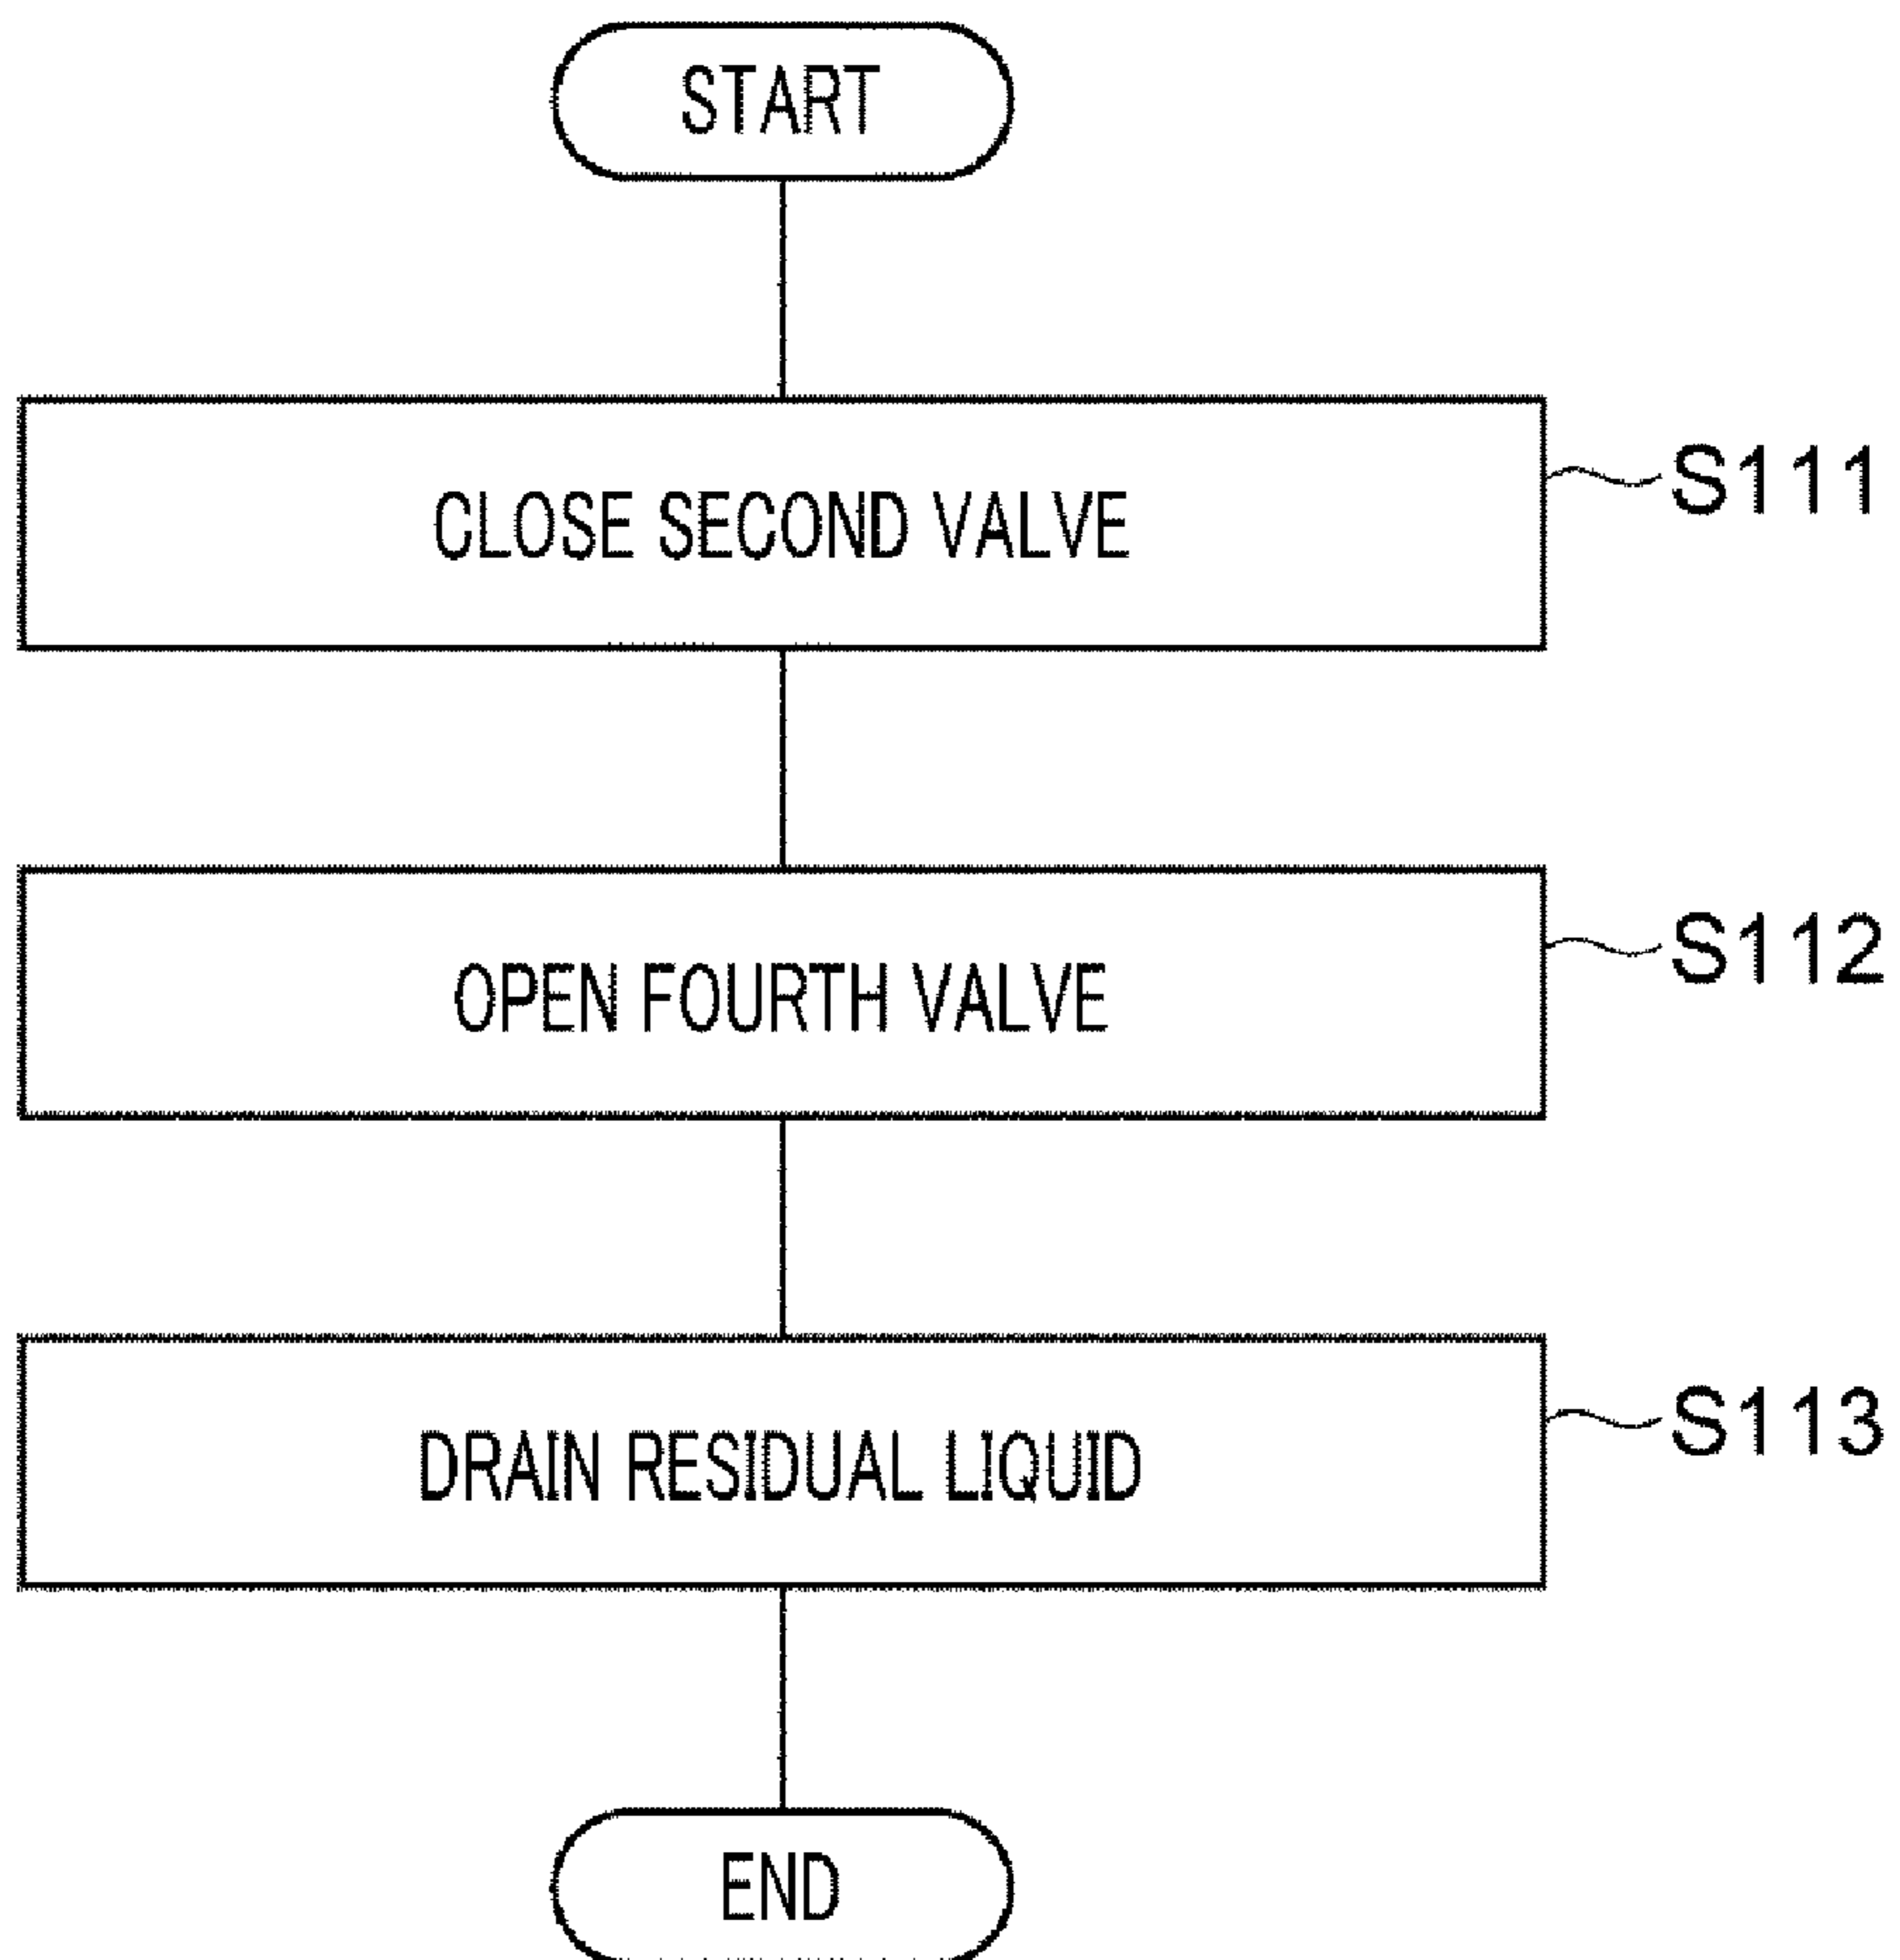 START
CLOSE SECOND VALVE
S111
OPEN FOURTH VALVE
S112
DRAIN RESIDUAL LIQUID
S113
END